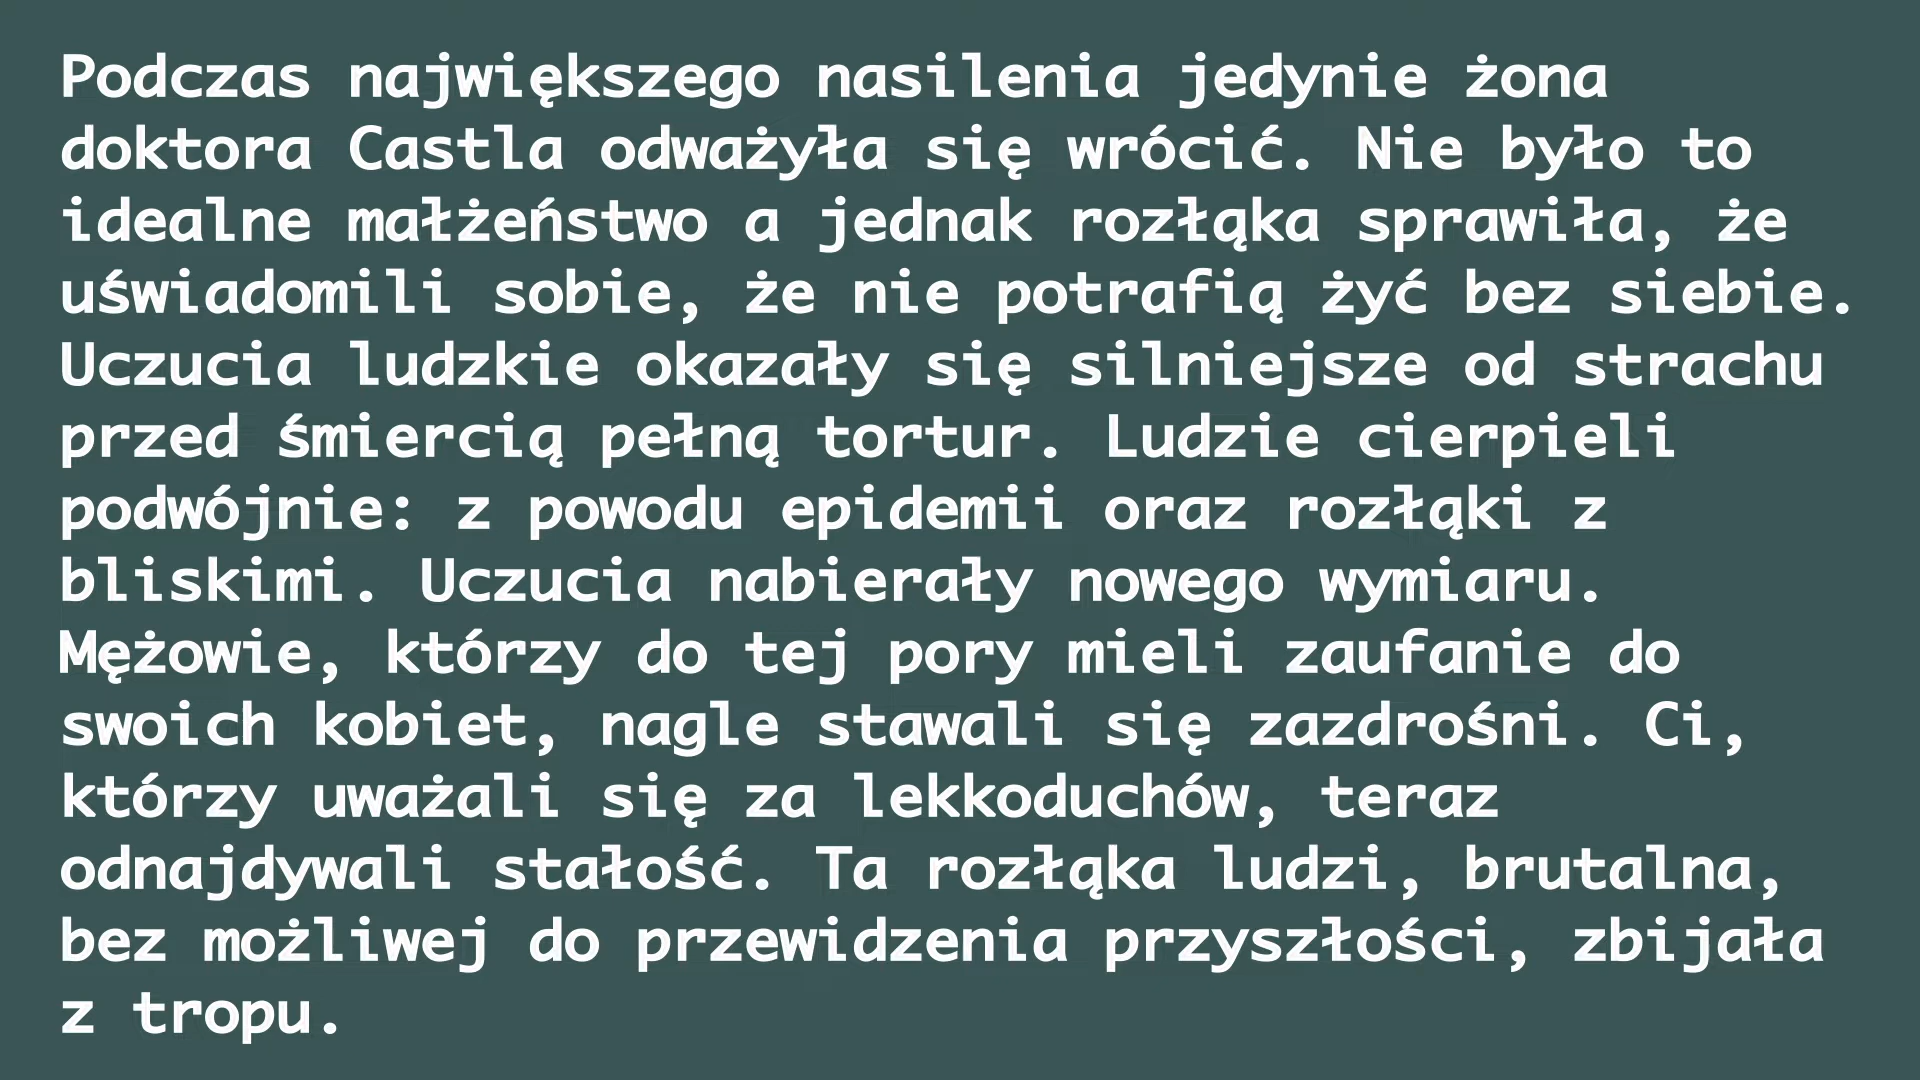 Podczas największego nasilenia jedynie żona
doktora Castla odważyła się wrócić. Nie było to
idealne małżeństwo a jednak rozłąka sprawiła, że
uświadomili sobie, że nie potrafią żyć bez siebie.
Uczucia ludzkie okazały się silniejsze od strachu
przed śmiercią pełną tortur. Ludzie cierpieli
podwójnie: z powodu epidemii oraz rozłąki z
bliskimi. Uczucia nabierały nowego wymiaru.
Mężowie, którzy do tej pory mieli zaufanie do
swoich kobiet, nagle stawali się zazdrośni. Ci,
którzy uważali się za lekkoduchów, teraz
odnajdywali stałość. Ta rozłąka ludzi, brutalna,
bez możliwej do przewidzenia przyszłości, zbijała
z tropu.